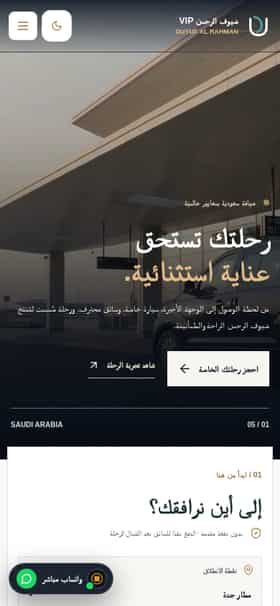 ضيوف الرحمن VIP
DUYUF AL RAHMAN
ضيافة سعودية بمعايير عالمية
رحلتك تستحق
عناية استثنائية.
من لحظة الوصول إلى الوجهة الأخيرة، سيارة خاصة، وسائق محترف، ورحلة صُممت لتمنح
ضيوف الرحمن الراحة والطمأنينة.
احجز رحلتك الخاصة
شاهد تجربة الرحلة
01 / 05
SAUDI ARABIA
01 / ابدأ من هنا
إلى أين نرافقك؟
بدون دفعة مقدمة · الدفع نقدًا للسائق بعد اكتمال الرحلة
نقطة الانطلاق
مطار جدة
واتساب مباشر